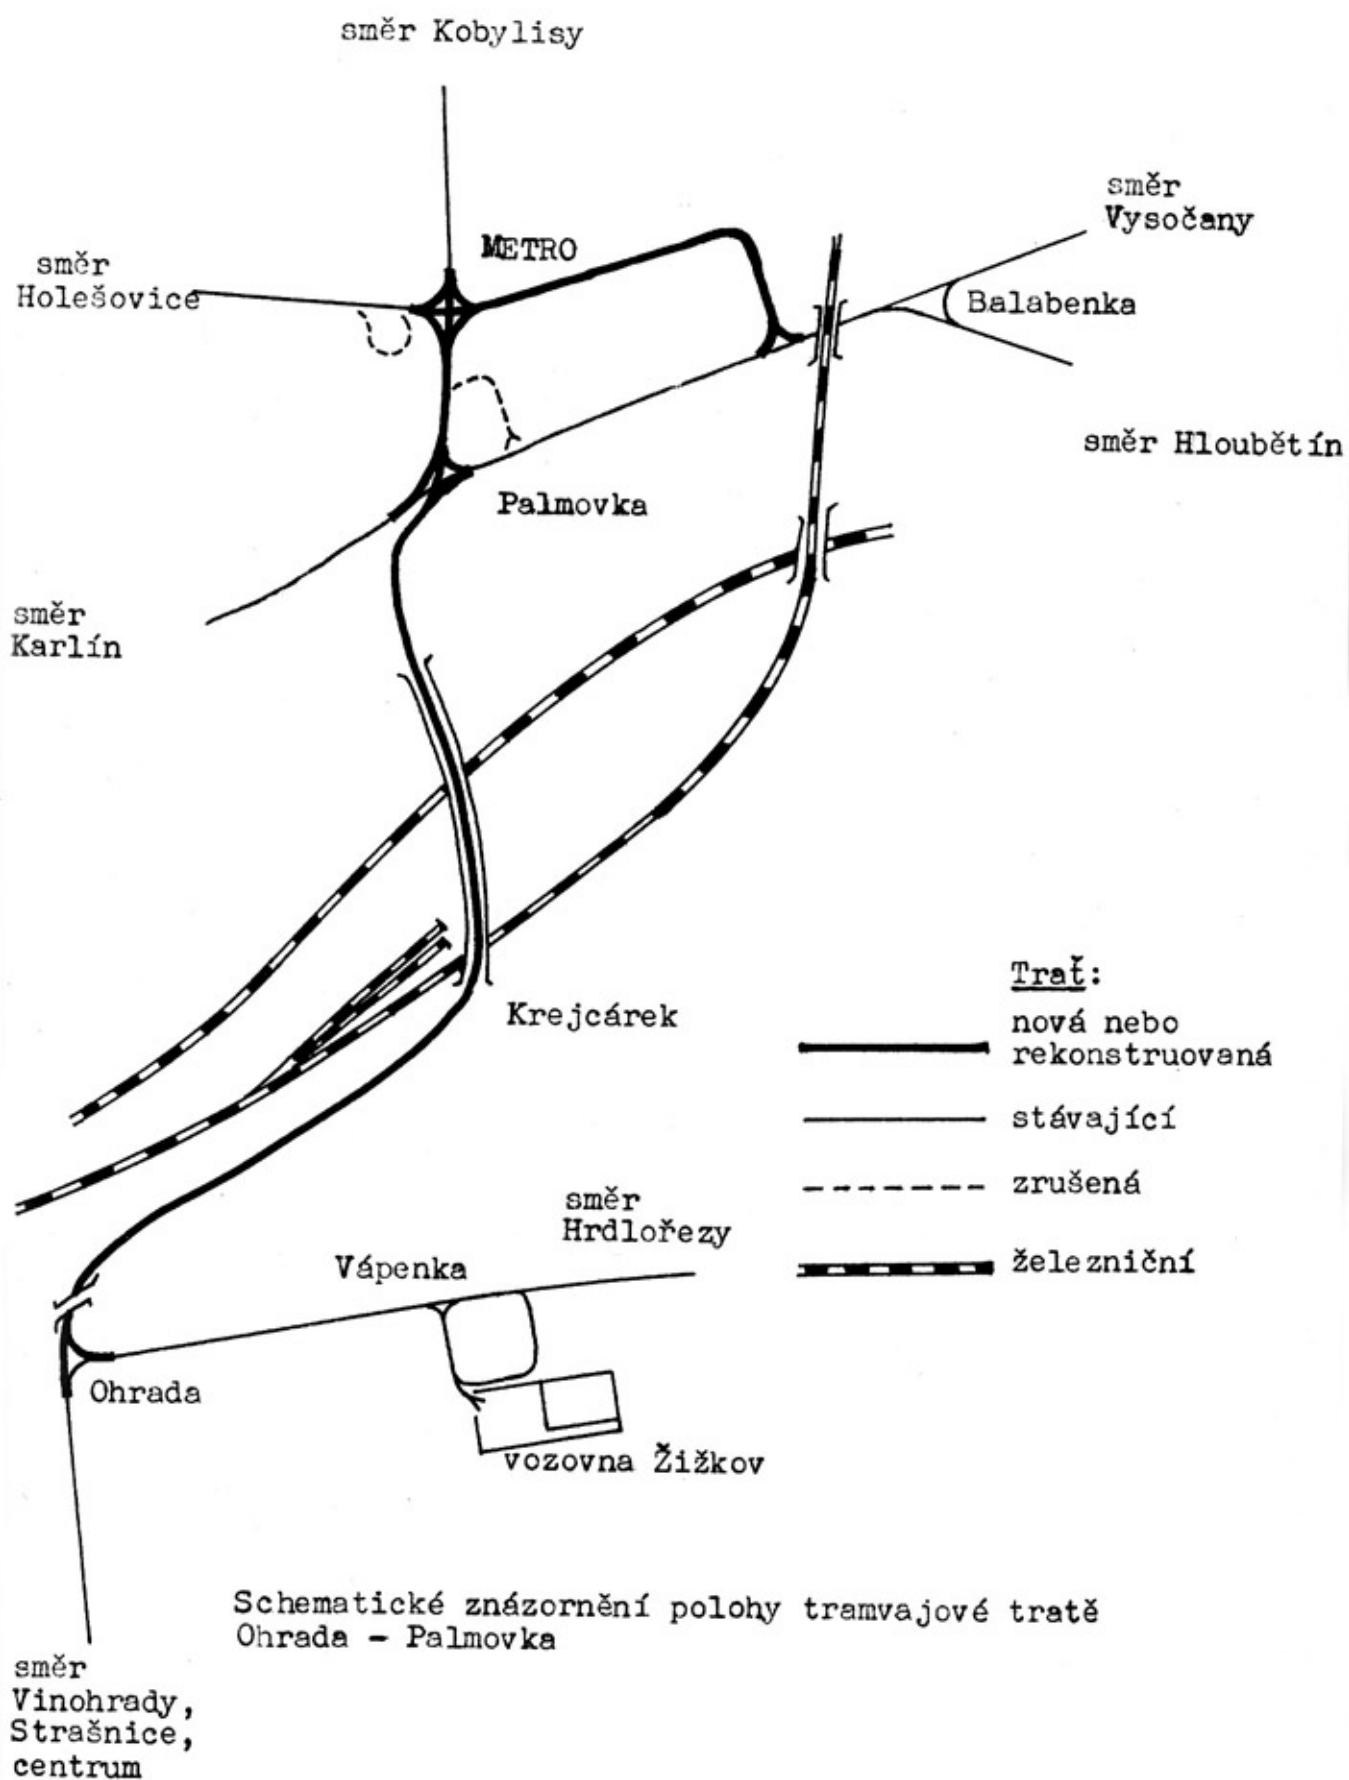 směr Kobylisy
směr
Vysočany
METRO
směr
Holešovice
Balabenka
směr Hloubětín
Palmovka
směr
Karlín
Krejcárek
Trať:
nová nebo
rekonstruovaná
stávající
zrušená
železniční
směr
Hrdlořezy
Vápenka
Ohrada
vozovna Žižkov
Schematické znázornění polohy tramvajové tratě
Ohrada - Palmovka
směr
Vinohrady,
Strašnice,
centrum